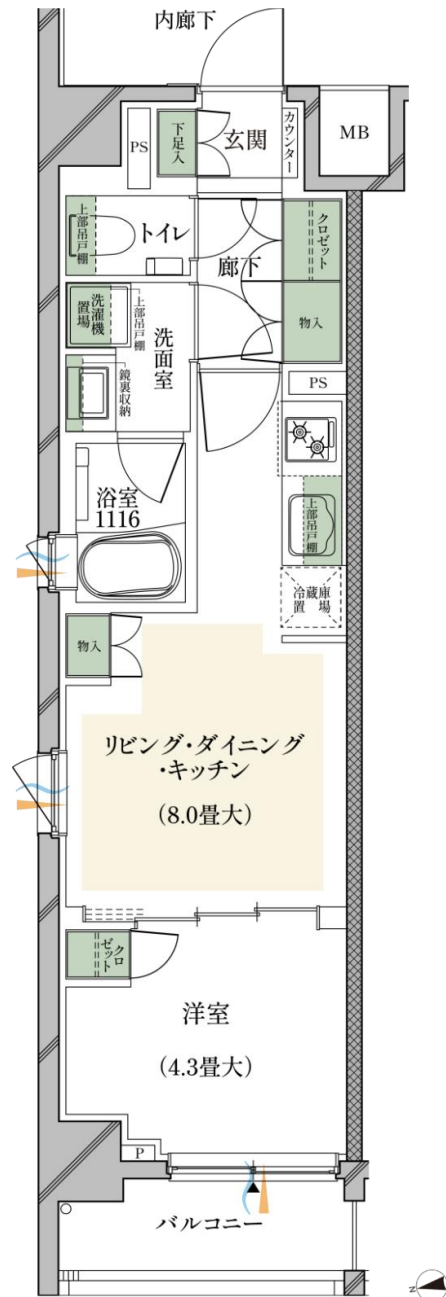 内廊下
PS
下足入
玄関
カウンター
MB
上部吊戸棚
トイレ
廊下
クロゼット
物入
洗濯機
置場
上部吊戸棚
洗面室
鏡裏収納
PS
浴室
1116
上部吊戸棚
冷蔵庫
置場
物入
リビング・ダイニング
・キッチン
(8.0畳大)
クロ
ゼット
洋室
(4.3畳大)
P
バルコニー
N